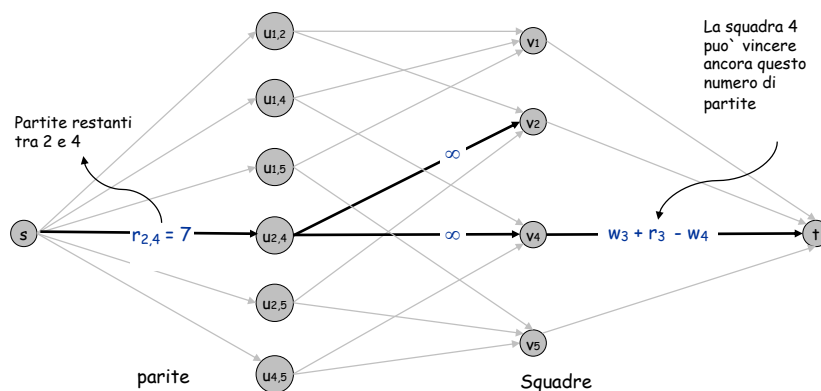 La squadra 4
puo` vincere
ancora questo
numero di
partite
Partite restanti
tra 2 e 4
s
u1,2
u1,4
u1,5
u2,4
u2,5
u4,5
r2,4 = 7
∞
∞
v1
v2
v4
v5
w3 + r3 - w4
t
parite
Squadre